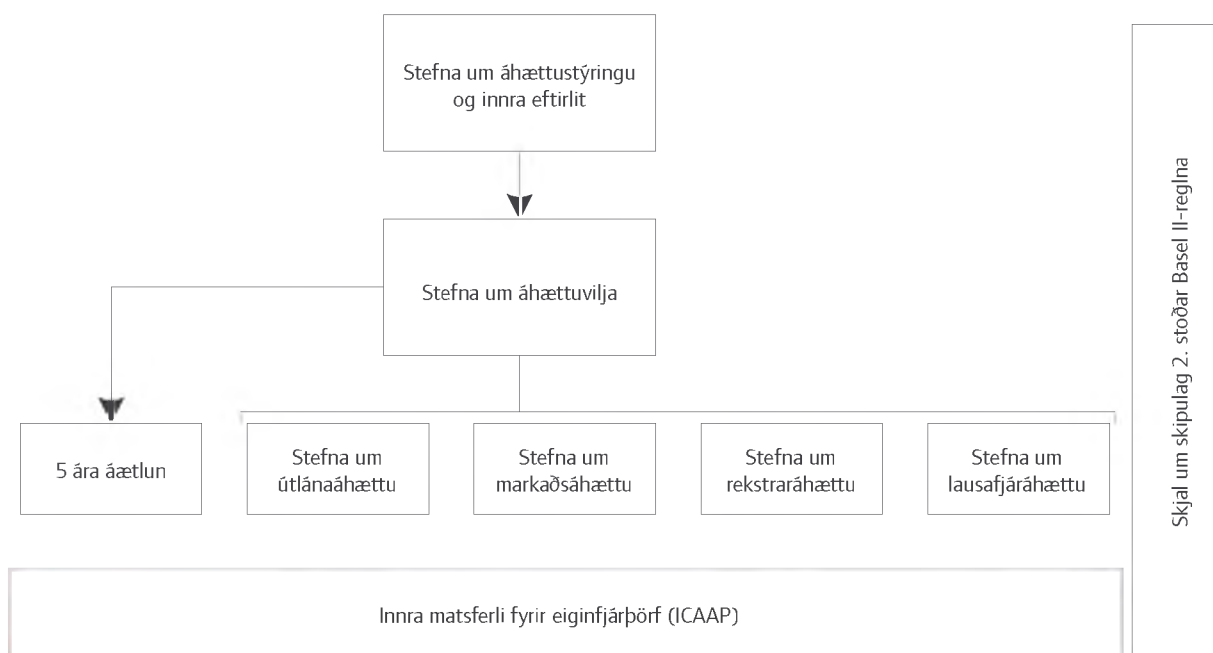 Stefna um áhættustýringu
og innra eftirlit
Stefna um áhættuvilja
5 ára áætlun
Stefna um
útlánaáhættu
Stefna um
markaðsáhættu
Stefna um
rekstraráhættu
Stefna um
lausafjáráhættu
Innra matsferli fyrir eiginfjárþörf (ICAAP)
Skjal um skipulag 2. stoðar Basel II-reglna